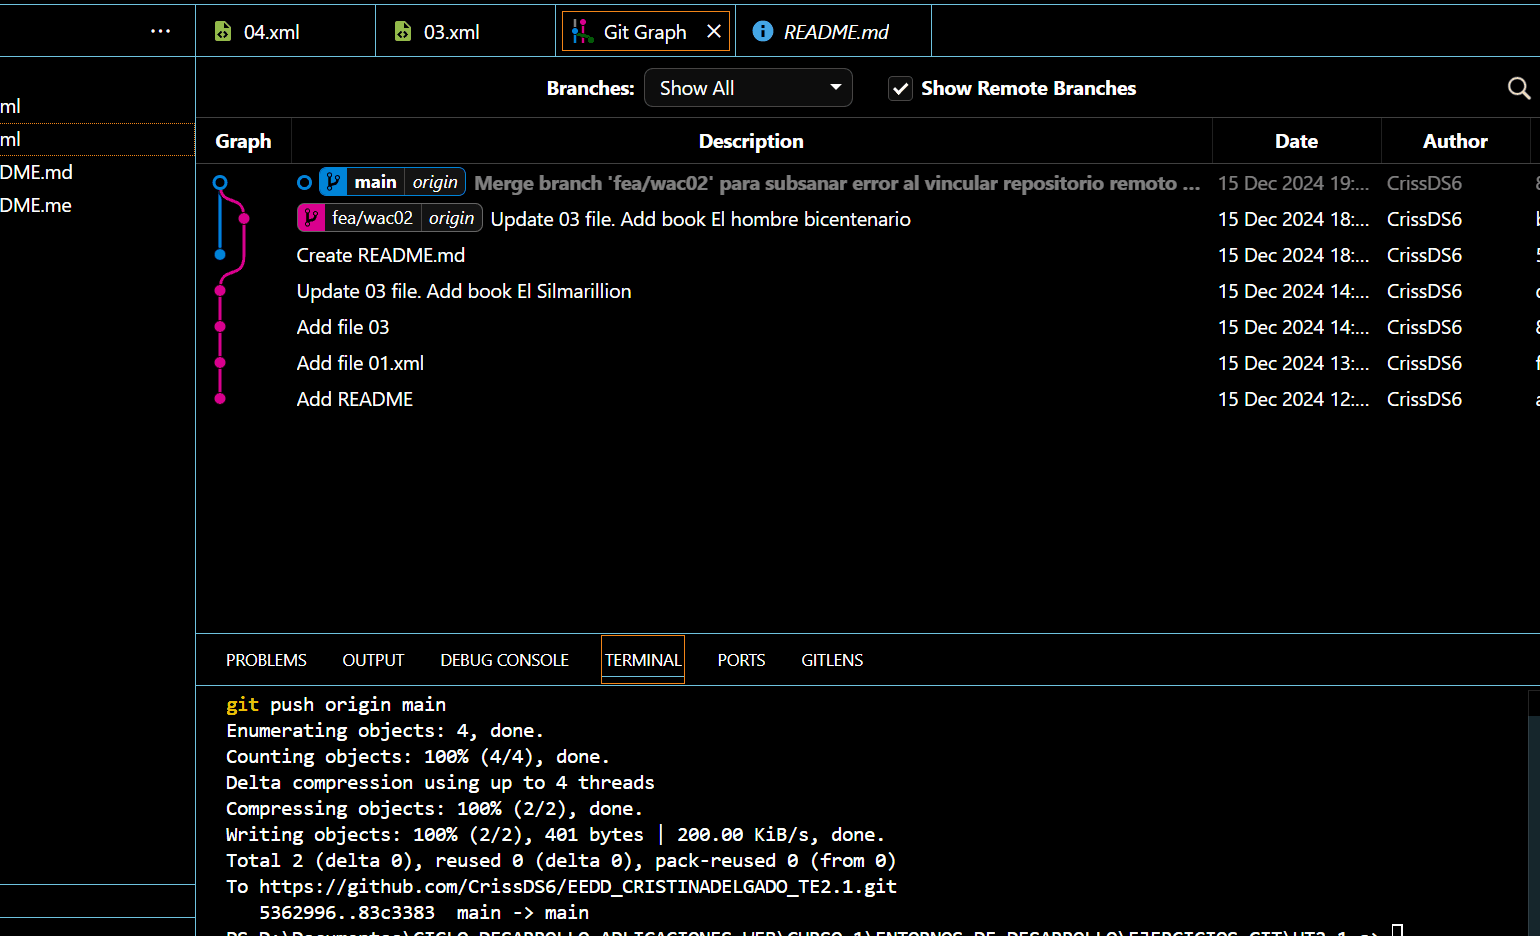 04.xml 03.xml Git Graph README.md
Branches: Show All Show Remote Branches
ml
ml
DME.md
DME.me
Graph Description Date Author
main origin Merge branch 'fea/wac02' para subsanar error al vincular repositorio remoto ... 15 Dec 2024 19:... CrissDS6
fea/wac02 origin Update 03 file. Add book El hombre bicentenario 15 Dec 2024 18:... CrissDS6
Create README.md 15 Dec 2024 18:... CrissDS6
Update 03 file. Add book El Silmarillion 15 Dec 2024 14:... CrissDS6
Add file 03 15 Dec 2024 14:... CrissDS6
Add file 01.xml 15 Dec 2024 13:... CrissDS6
Add README 15 Dec 2024 12:... CrissDS6
PROBLEMS OUTPUT DEBUG CONSOLE TERMINAL PORTS GITLENS
git push origin main
Enumerating objects: 4, done.
Counting objects: 100% (4/4), done.
Delta compression using up to 4 threads
Compressing objects: 100% (2/2), done.
Writing objects: 100% (2/2), 401 bytes | 200.00 KiB/s, done.
Total 2 (delta 0), reused 0 (delta 0), pack-reused 0 (from 0)
To https://github.com/CrissDS6/EEDD_CRISTINADELGADO_TE2.1.git
5362996..83c3383 main -> main